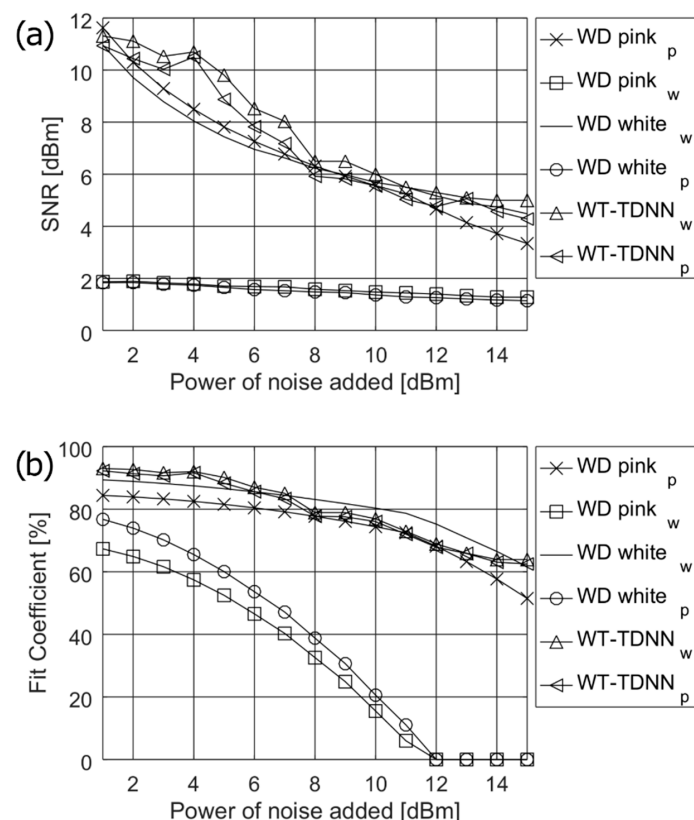 (a)
12
10
8
6
4
2
0
SNR [dBm]
2 4 6 8 10 12 14
Power of noise added [dBm]
WD pink p
WD pink w
WD white w
WD white p
WT-TDNN w
WT-TDNN p
(b)
100
80
60
40
20
0
Fit Coefficient [%]
2 4 6 8 10 12 14
Power of noise added [dBm]
WD pink p
WD pink w
WD white w
WD white p
WT-TDNN w
WT-TDNN p